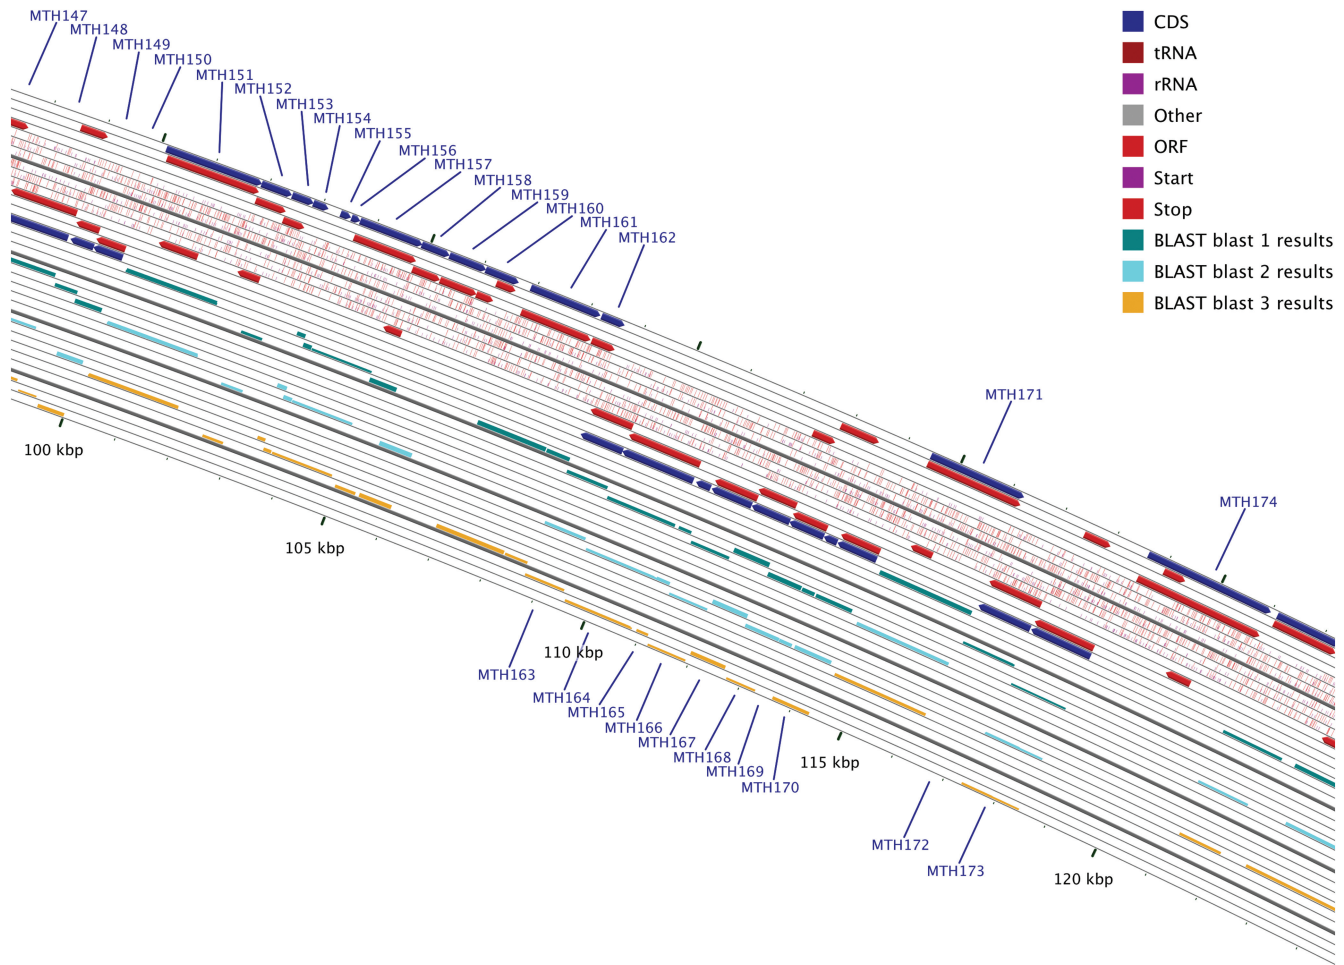 MTH147
MTH148
MTH149
MTH150
MTH151
MTH152
MTH153
MTH154
MTH155
MTH156
MTH157
MTH158
MTH159
MTH160
MTH161
MTH162
CDS
tRNA
rRNA
Other
ORF
Start
Stop
BLAST blast 1 results
BLAST blast 2 results
BLAST blast 3 results
MTH171
MTH174
100 kbp
105 kbp
110 kbp
115 kbp
120 kbp
MTH163
MTH164
MTH165
MTH166
MTH167
MTH168
MTH169
MTH170
MTH172
MTH173